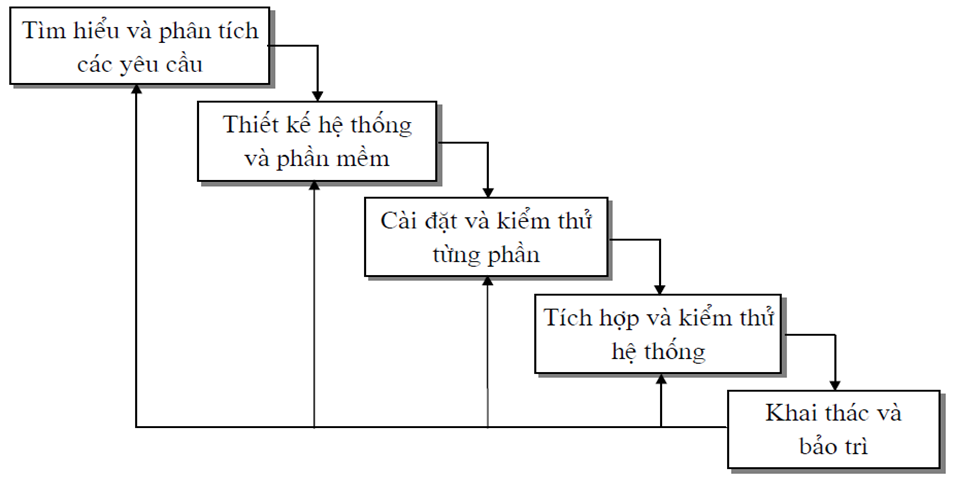 Tìm hiểu và phân tích
các yêu cầu
Thiết kế hệ thống
và phần mềm
Cài đặt và kiểm thử
từng phần
Tích hợp và kiểm thử
hệ thống
Khai thác và
bảo trì